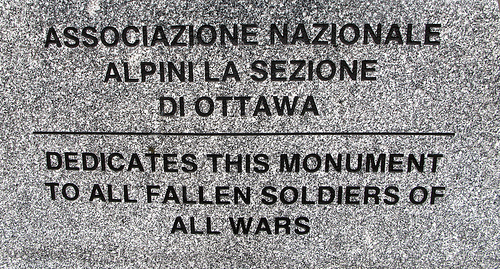 ASSOCIAZIONE NAZIONALE
ALPINI LA SEZIONE
DI OTTAWA
DEDICATES THIS MONUMENT
TO ALL FALLEN SOLDIERS OF
ALL WARS